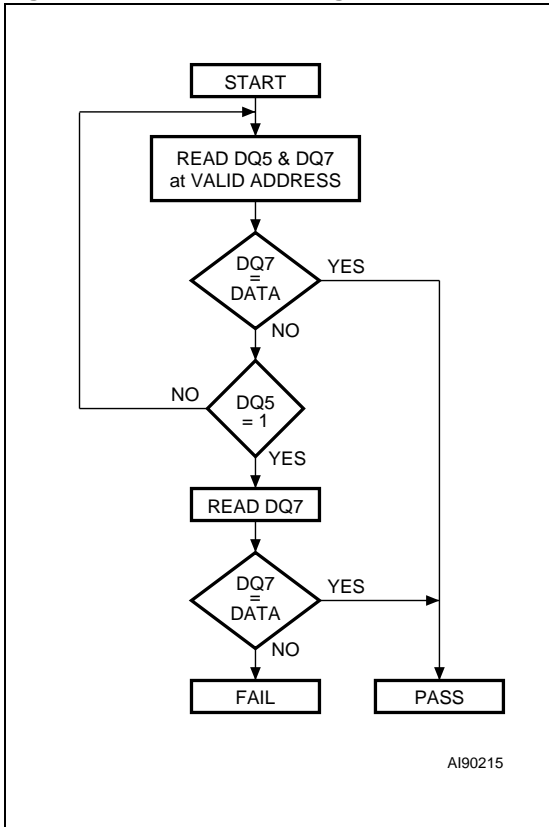 START
READ DQ5 & DQ7
at VALID ADDRESS
DQ7
=
DATA
YES
NO
NO
DQ5
= 1
YES
READ DQ7
DQ7
=
DATA
YES
NO
FAIL
PASS
AI90215